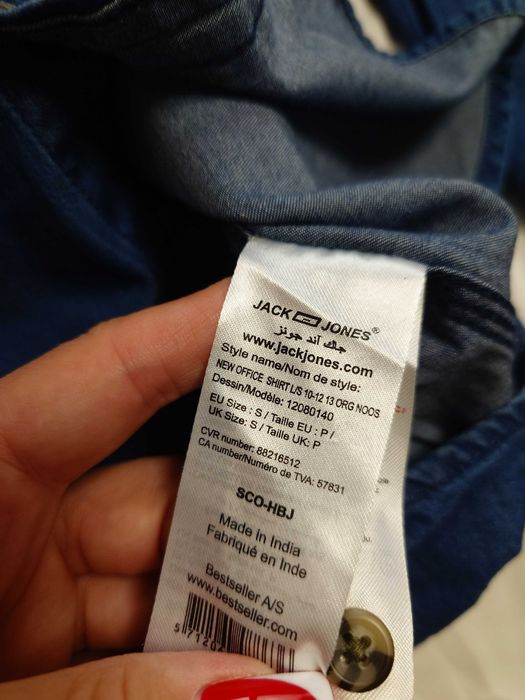 JACK JONES®
جاك آند جونز
www.jackjones.com
Style name/Nom de style:
NEW OFFICE SHIRT L/S 10-12 13 ORG NOOS
Dessin/Modèle: 12080140
EU Size : S / Taille EU : P /
UK Size: S / Taille UK: P
CVR number: 88216512
CA number/Numéro de TVA: 57831
SCO-HBJ
Made in India
Fabriqué en Inde
Bestseller A/S
www.bestseller.com